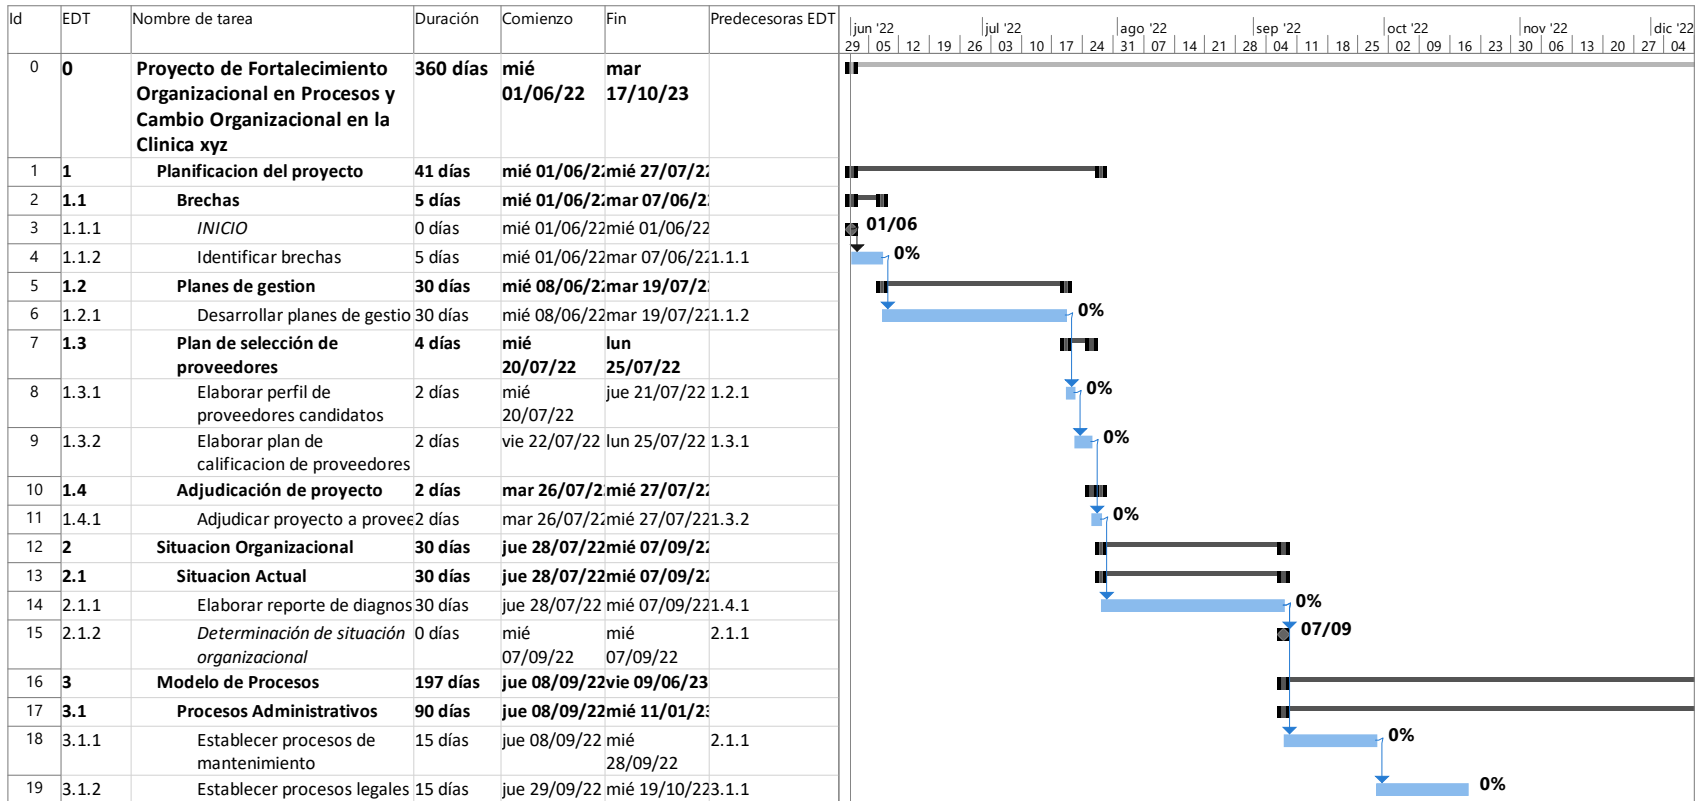 Id EDT Nombre de tarea Duración Comienzo Fin Predecesoras EDT
jun '22 jul '22 ago '22 sep '22 oct '22 nov '22 dic '22
29 05 12 19 26 03 10 17 24 31 07 14 21 28 04 11 18 25 02 09 16 23 30 06 13 20 27 04
0 0 Proyecto de Fortalecimiento 360 días mié mar
Organizacional en Procesos y 01/06/22 17/10/23
Cambio Organizacional en la
Clinica xyz
1 1 Planificacion del proyecto 41 días mié 01/06/22 mié 27/07/22
2 1.1 Brechas 5 días mié 01/06/22 mar 07/06/2
3 1.1.1 INICIO 0 días mié 01/06/22 mié 01/06/22 01/06
4 1.1.2 Identificar brechas 5 días mié 01/06/22 mar 07/06/22 1.1.1 0%
5 1.2 Planes de gestion 30 días mié 08/06/22 mar 19/07/2
6 1.2.1 Desarrollar planes de gestio 30 días mié 08/06/22 mar 19/07/22 1.1.2 0%
7 1.3 Plan de selección de 4 días mié lun
proveedores 20/07/22 25/07/22
8 1.3.1 Elaborar perfil de 2 días mié jue 21/07/22 1.2.1 0%
proveedores candidatos 20/07/22
9 1.3.2 Elaborar plan de 2 días vie 22/07/22 lun 25/07/22 1.3.1 0%
calificacion de proveedores
10 1.4 Adjudicación de proyecto 2 días mar 26/07/2 mié 27/07/22
11 1.4.1 Adjudicar proyecto a provee 2 días mar 26/07/22 mié 27/07/22 1.3.2 0%
12 2 Situacion Organizacional 30 días jue 28/07/22 mié 07/09/22
13 2.1 Situacion Actual 30 días jue 28/07/22 mié 07/09/22
14 2.1.1 Elaborar reporte de diagnos 30 días jue 28/07/22 mié 07/09/22 1.4.1 0%
15 2.1.2 Determinación de situación 0 días mié mié 2.1.1 07/09
organizacional 07/09/22 07/09/22
16 3 Modelo de Procesos 197 días jue 08/09/22 vie 09/06/23
17 3.1 Procesos Administrativos 90 días jue 08/09/22 mié 11/01/23
18 3.1.1 Establecer procesos de 15 días jue 08/09/22 mié 2.1.1 0%
mantenimiento 28/09/22
19 3.1.2 Establecer procesos legales 15 días jue 29/09/22 mié 19/10/22 3.1.1 0%